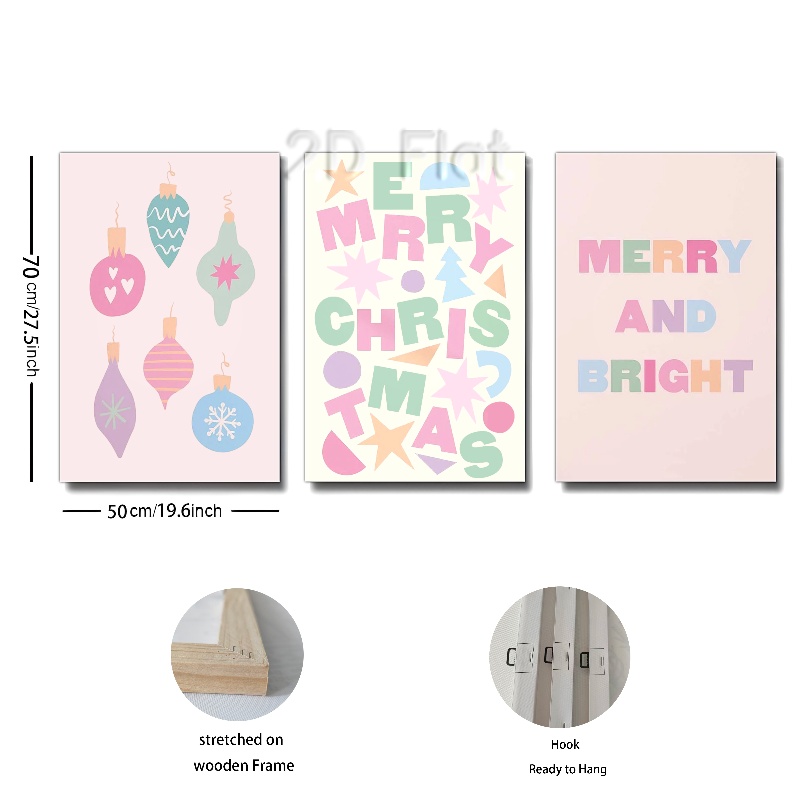 2D Flat
70 cm/27.5inch
50cm/19.6inch
MERRY
CHRIS
TMAS
MERRY
AND
BRIGHT
stretched on
wooden Frame
Hook
Ready to Hang